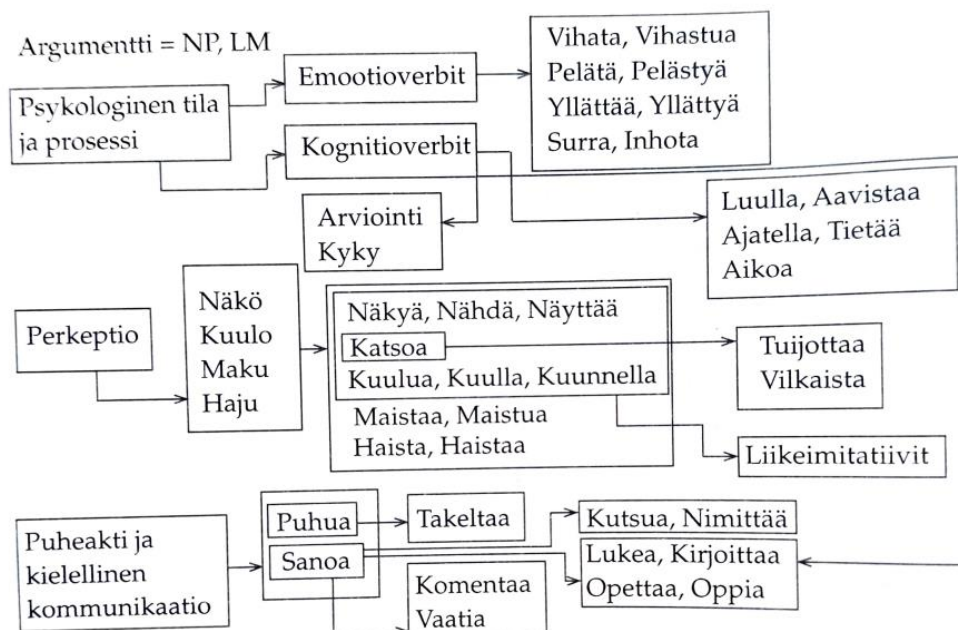 Argumentti = NP, LM
Psykologinen tila
ja prosessi
Emootioverbit
Vihata, Vihastua
Pelätä, Pelästyä
Yllättää, Yllättyä
Surra, Inhota
Kognitioverbit
Arviointi
Kyky
Luulla, Aavistaa
Ajatella, Tietää
Aikoa
Perkeptio
Näkö
Kuulo
Maku
Haju
Näkyä, Nähdä, Näyttää
Katsoa
Kuulua, Kuulla, Kuunnella
Maistaa, Maistua
Haista, Haistaa
Tuijottaa
Vilkaista
Liikeimitatiivit
Puheakti ja
kielellinen
kommunikaatio
Puhua
Sanoa
Takeltaa
Kutsua, Nimittää
Lukea, Kirjoittaa
Opettaa, Oppia
Komentaa
Vaatia